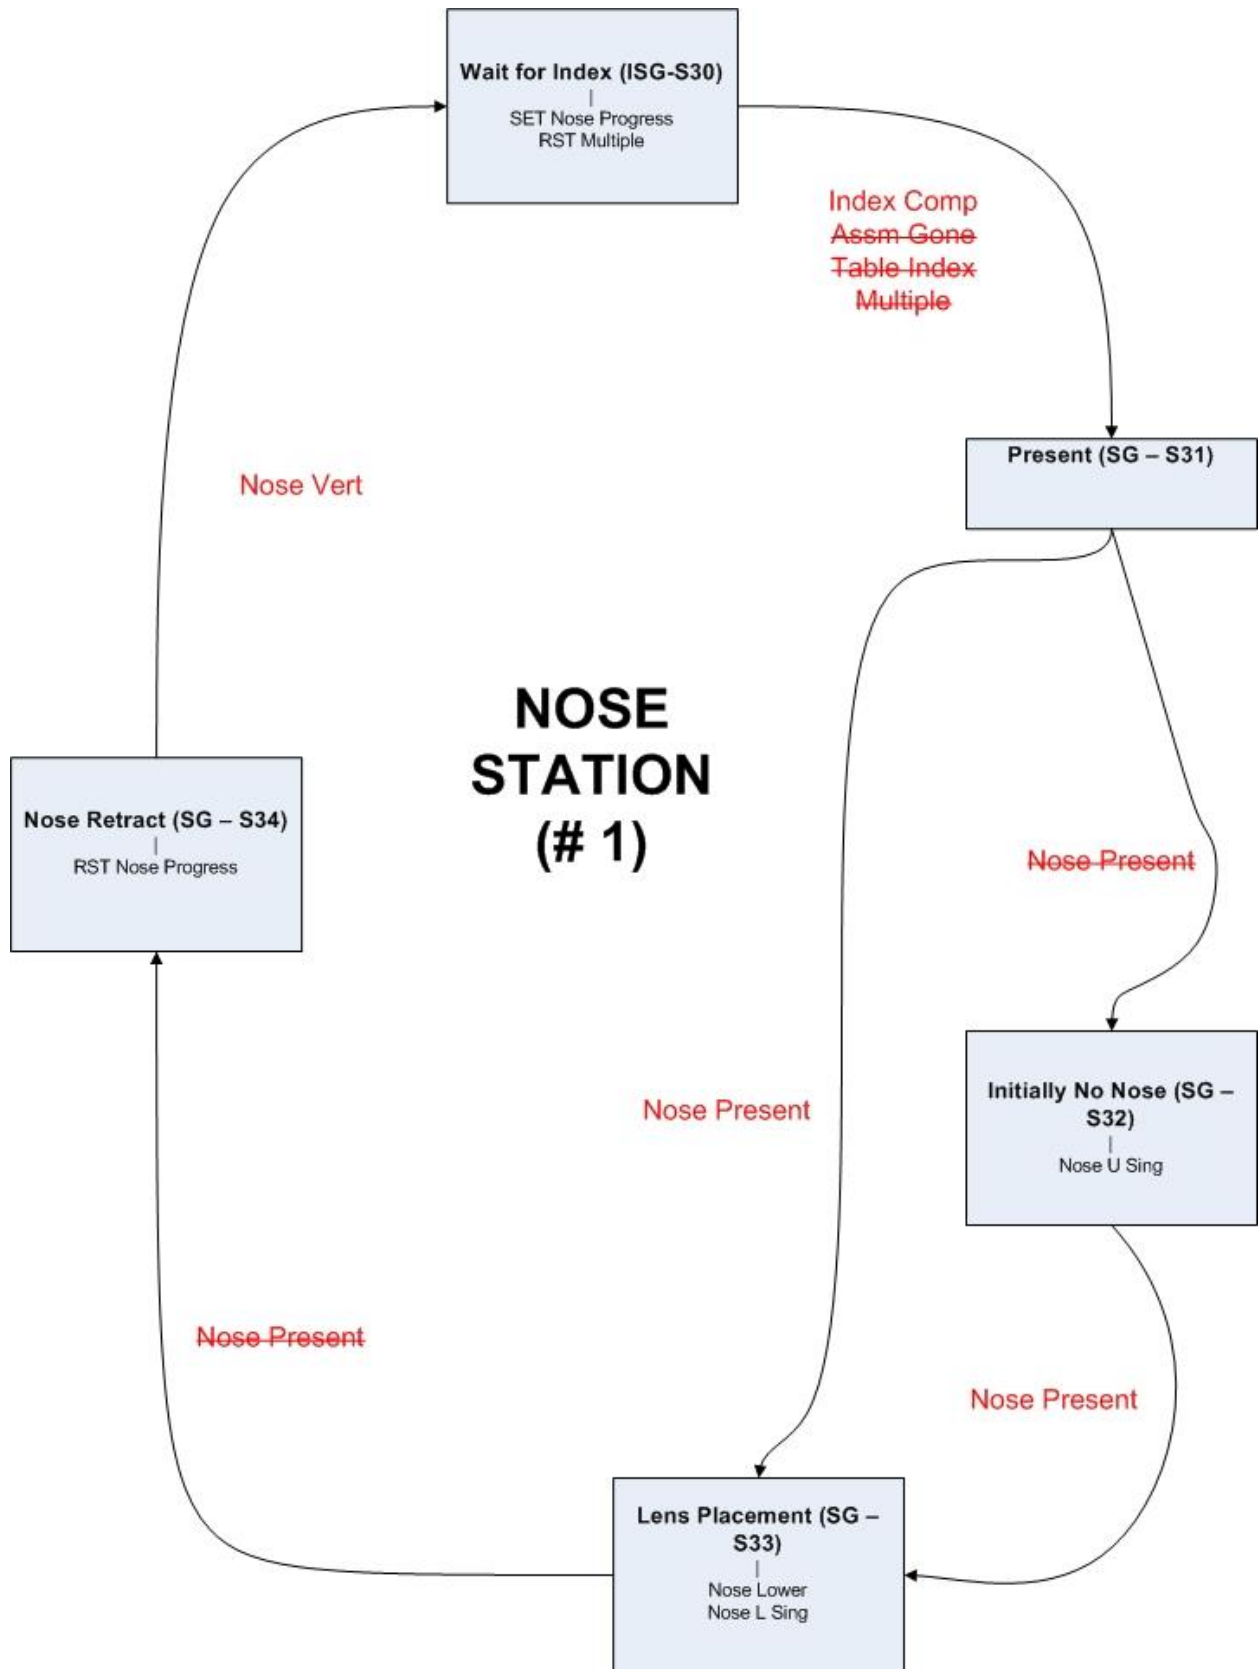 Wait for Index (ISG-S30)
|
SET Nose Progress
RST Multiple
Index Comp
Assm Gone
Table Index
Multiple
Present (SG – S31)
Nose Vert
NOSE
STATION
(# 1)
Nose Retract (SG – S34)
|
RST Nose Progress
Nose Present
Initially No Nose (SG –
S32)
|
Nose U Sing
Nose Present
Nose Present
Nose Present
Lens Placement (SG –
S33)
|
Nose Lower
Nose L Sing